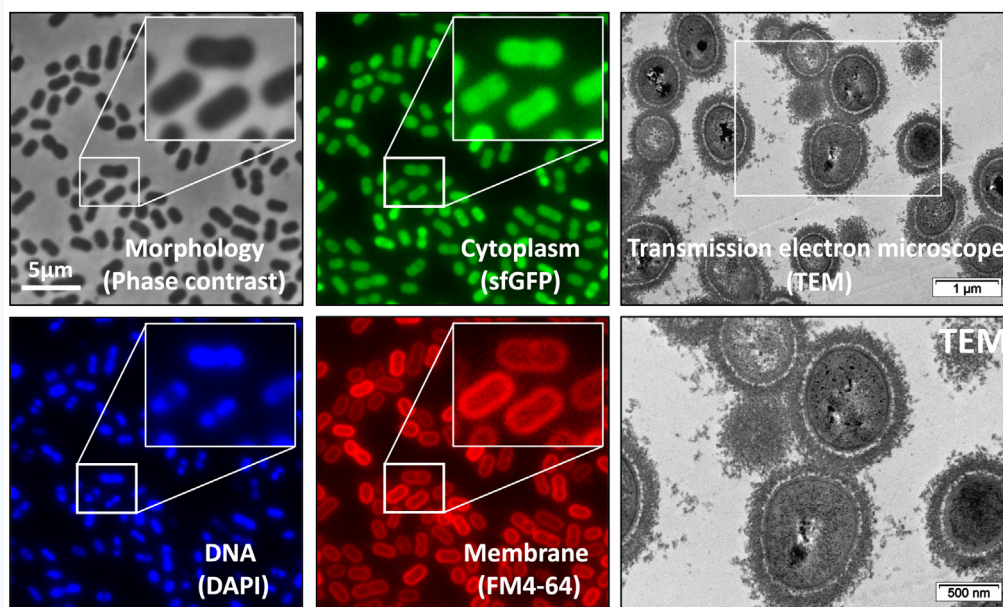 5µm
Morphology
(Phase contrast)
Cytoplasm
(sfGFP)
Transmission electron microscope
(TEM)
1 µm
DNA
(DAPI)
Membrane
(FM4-64)
TEM
500 nm